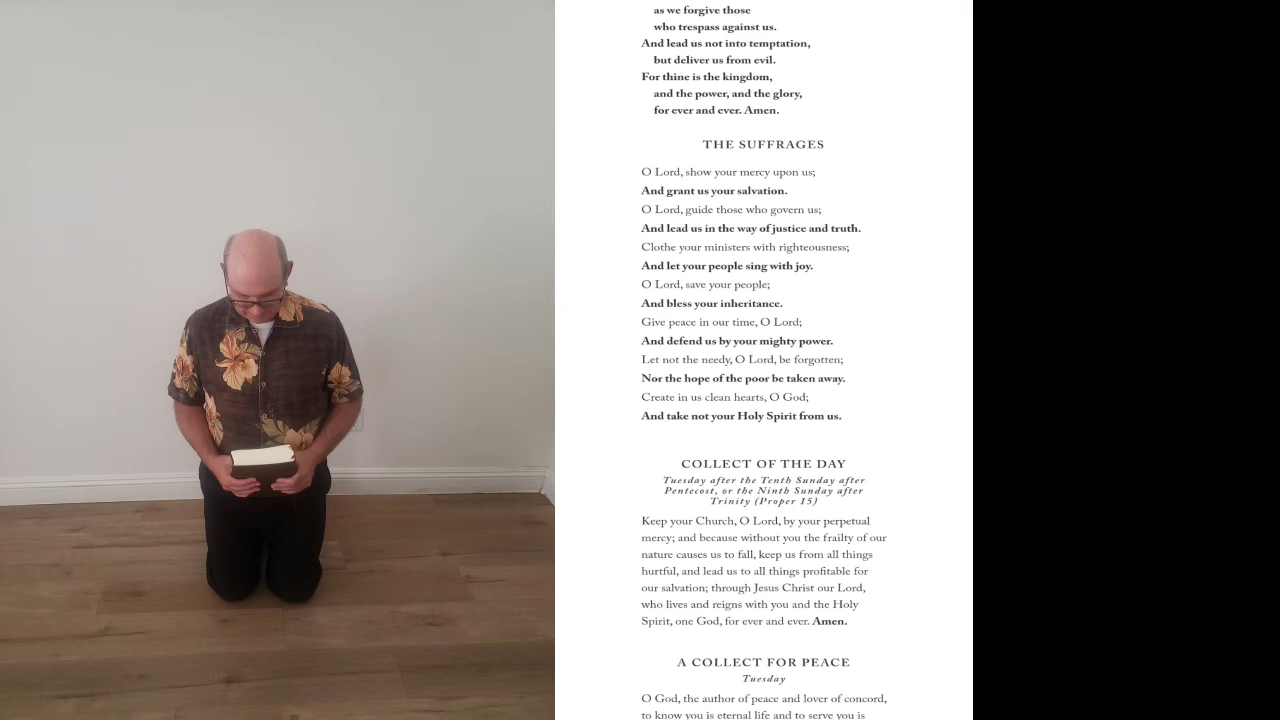 as we forgive those
who trespass against us.
And lead us not into temptation,
but deliver us from evil.
For thine is the kingdom,
and the power, and the glory,
for ever and ever. Amen.
THE SUFFRAGES
O Lord, show your mercy upon us;
And grant us your salvation.
O Lord, guide those who govern us;
And lead us in the way of justice and truth.
Clothe your ministers with righteousness;
And let your people sing with joy.
O Lord, save your people;
And bless your inheritance.
Give peace in our time, O Lord;
And defend us by your mighty power.
Let not the needy, O Lord, be forgotten;
Nor the hope of the poor be taken away.
Create in us clean hearts, O God;
And take not your Holy Spirit from us.
COLLECT OF THE DAY
Tuesday after the Tenth Sunday after
Pentecost, or the Ninth Sunday after
Trinity (Proper 15)
Keep your Church, O Lord, by your perpetual
mercy; and because without you the frailty of our
nature causes us to fall, keep us from all things
hurtful, and lead us to all things profitable for
our salvation; through Jesus Christ our Lord,
who lives and reigns with you and the Holy
Spirit, one God, for ever and ever. Amen.
A COLLECT FOR PEACE
Tuesday
O God, the author of peace and lover of concord,
to know you is eternal life and to serve you is